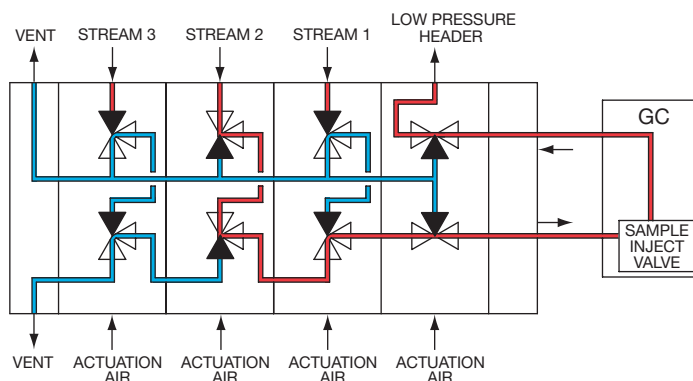 VENT
STREAM 3
STREAM 2
STREAM 1
LOW PRESSURE
HEADER
GC
SAMPLE
INJECT
VALVE
VENT
ACTUATION
AIR
ACTUATION
AIR
ACTUATION
AIR
ACTUATION
AIR